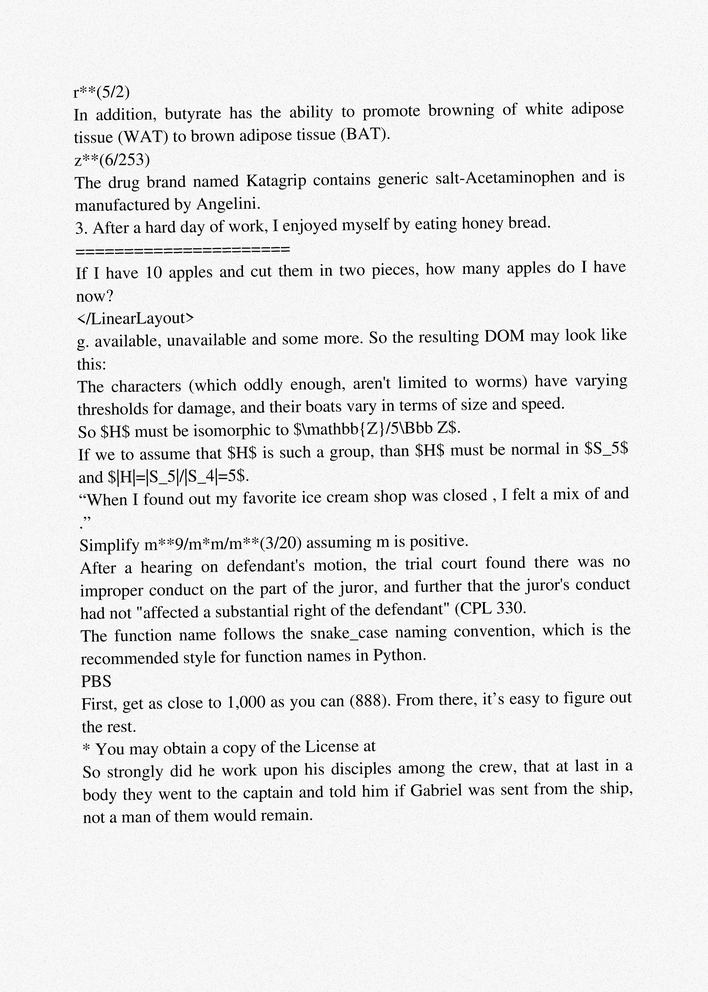 r**(5/2)
In addition, butyrate has the ability to promote browning of white adipose
tissue (WAT) to brown adipose tissue (BAT).
z**(6/253)
The drug brand named Katagrip contains generic salt-Acetaminophen and is
manufactured by Angelini.
3. After a hard day of work, I enjoyed myself by eating honey bread.
======================
If I have 10 apples and cut them in two pieces, how many apples do I have
now?
</LinearLayout>
g. available, unavailable and some more. So the resulting DOM may look like
this:
The characters (which oddly enough, aren't limited to worms) have varying
thresholds for damage, and their boats vary in terms of size and speed.
So $H$ must be isomorphic to $\mathbb{Z}/5\Bbb Z$.
If we to assume that $H$ is such a group, than $H$ must be normal in $S_5$
and $|H|=|S_5|/|S_4|=5$.
“When I found out my favorite ice cream shop was closed , I felt a mix of and
.”
Simplify m**9/m*m/m**(3/20) assuming m is positive.
After a hearing on defendant's motion, the trial court found there was no
improper conduct on the part of the juror, and further that the juror's conduct
had not "affected a substantial right of the defendant" (CPL 330.
The function name follows the snake_case naming convention, which is the
recommended style for function names in Python.
PBS
First, get as close to 1,000 as you can (888). From there, it’s easy to figure out
the rest.
* You may obtain a copy of the License at
So strongly did he work upon his disciples among the crew, that at last in a
body they went to the captain and told him if Gabriel was sent from the ship,
not a man of them would remain.